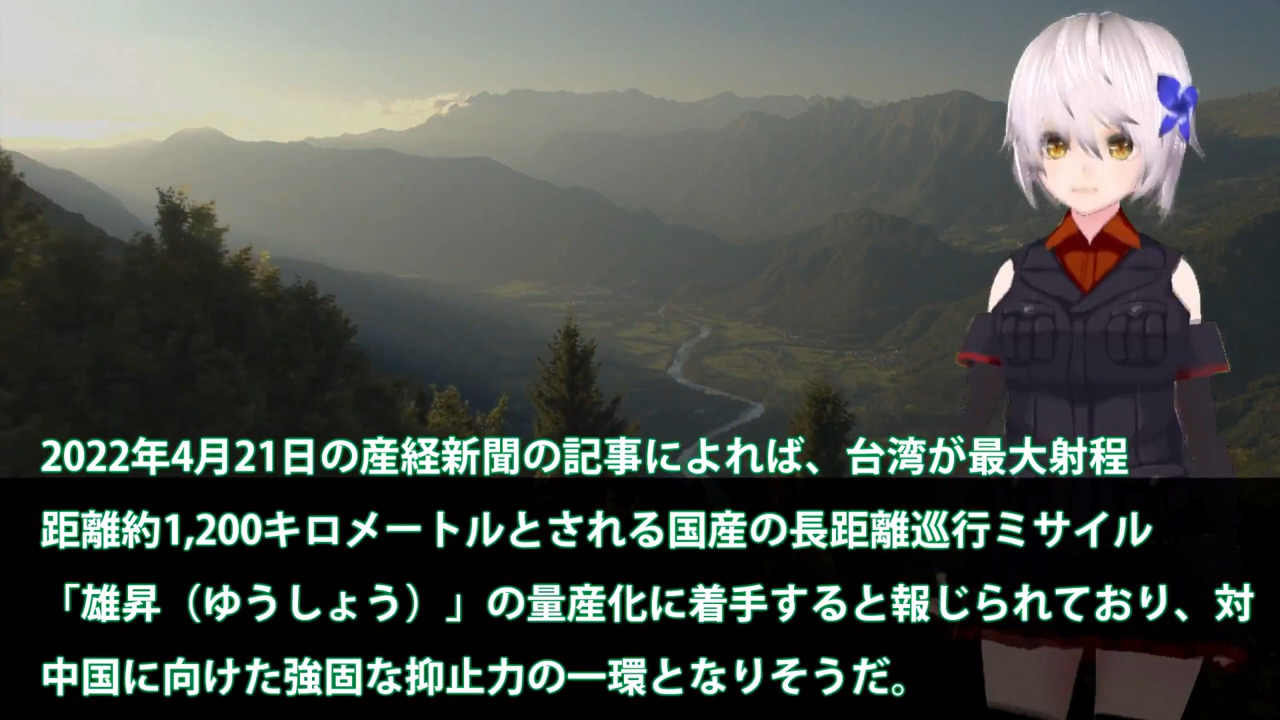 2022年4月21日の産経新聞の記事によれば、台湾が最大射程
距離約1,200キロメートルとされる国産の長距離巡行ミサイル
「雄昇（ゆうしょう）」の量産化に着手すると報じられており、対
中国に向けた強固な抑止力の一環となりそうだ。